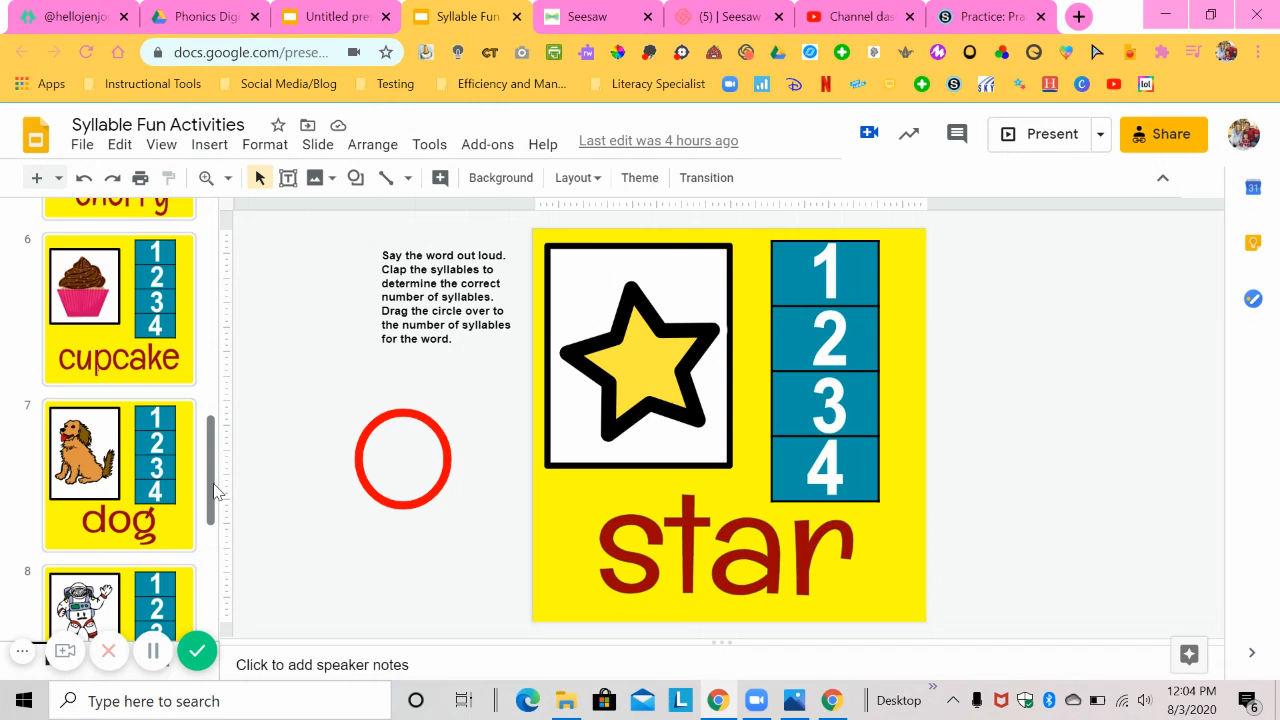 @hellojenjo
Phonics Dig
Untitled pres
Syllable Fun
Seesaw
(5) | Seesaw
Channel das
Practice: Pra
docs.google.com/prese...
Apps
Instructional Tools
Social Media/Blog
Testing
Efficiency and Man...
Literacy Specialist
lol
Syllable Fun Activities
File Edit View Insert Format Slide Arrange Tools Add-ons Help
Last edit was 4 hours ago
Present
Share
Background
Layout
Theme
Transition
cherry
6
1
2
3
4
cupcake
7
1
2
3
4
dog
8
1
2
3
Say the word out loud.
Clap the syllables to
determine the correct
number of syllables.
Drag the circle over to
the number of syllables
for the word.
1
2
3
4
star
31
Click to add speaker notes
Type here to search
Desktop
12:04 PM
8/3/2020
6